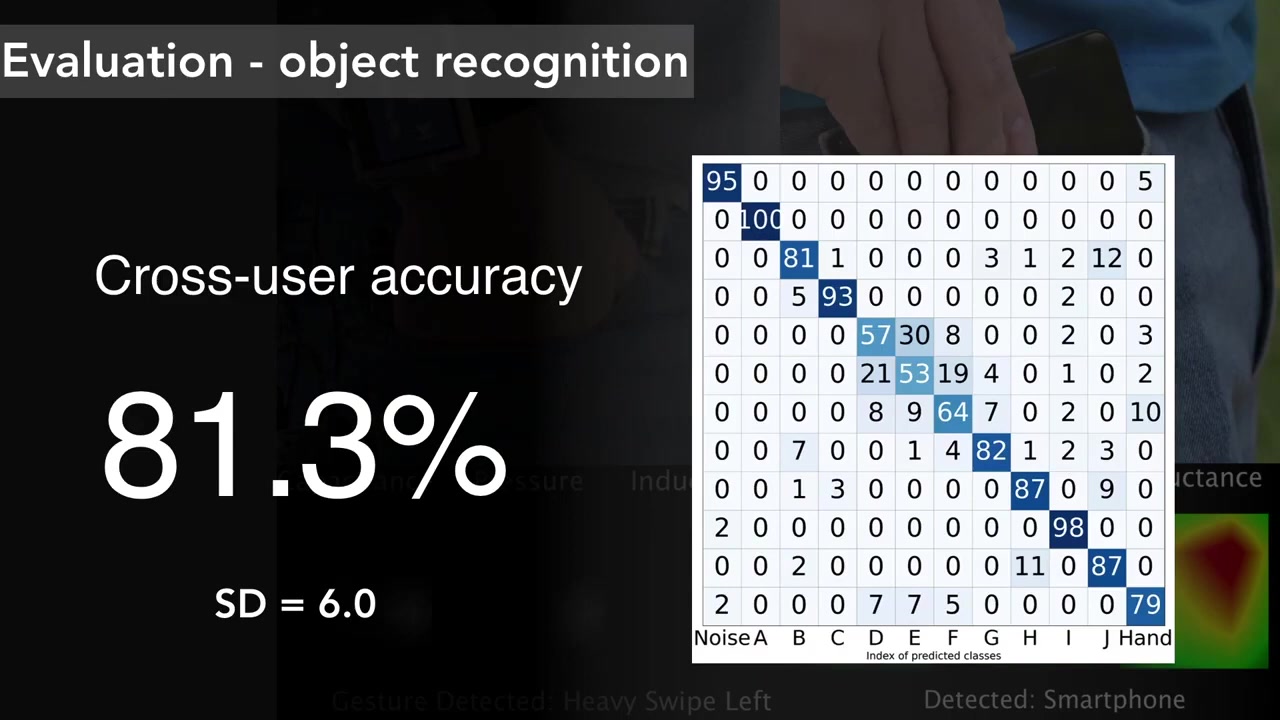 Evaluation - object recognition
Cross-user accuracy
81.3%
SD = 6.0
95 0 0 0 0 0 0 0 0 0 0 5
0 100 0 0 0 0 0 0 0 0 0 0
0 0 81 1 0 0 0 3 1 2 12 0
0 0 5 93 0 0 0 0 0 2 0 0
0 0 0 0 57 30 8 0 0 2 0 3
0 0 0 0 21 53 19 4 0 1 0 2
0 0 0 0 8 9 64 7 0 2 0 10
0 0 7 0 0 1 4 82 1 2 3 0
0 0 1 3 0 0 0 0 87 0 9 0
2 0 0 0 0 0 0 0 0 98 0 0
0 0 2 0 0 0 0 0 11 0 87 0
2 0 0 0 7 7 5 0 0 0 0 79
Noise A B C D E F G H I J Hand
Index of predicted classes
Gesture Detected: Heavy Swipe Left
Detected: Smartphone